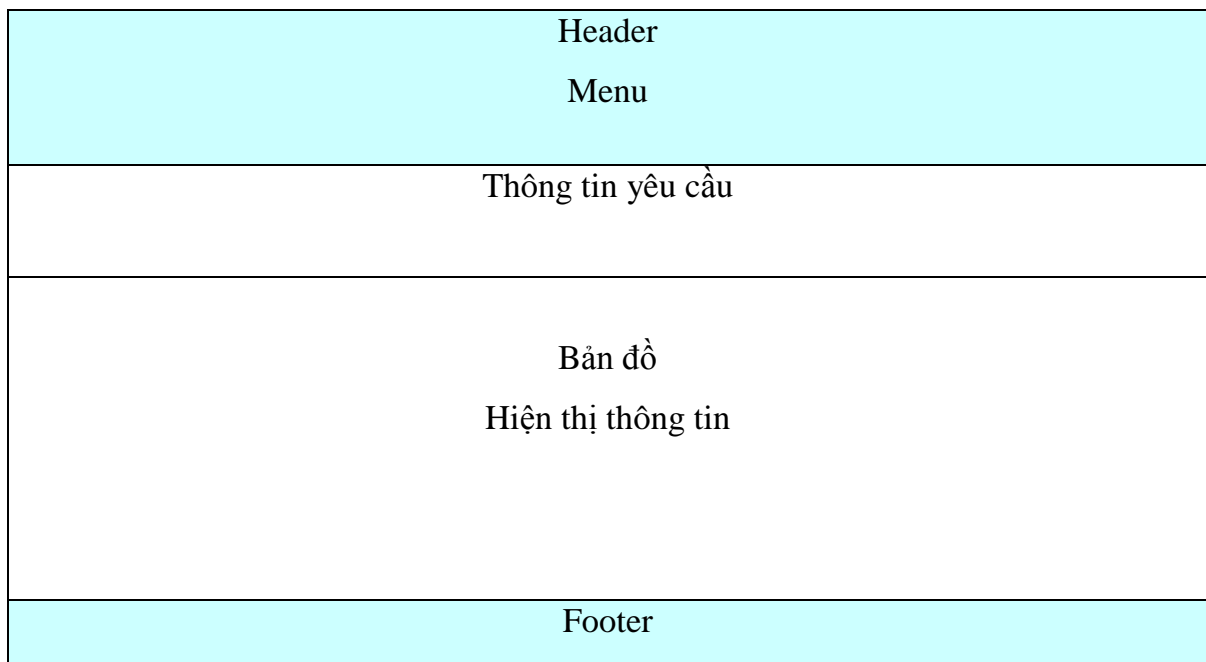 Header
Menu
Thông tin yêu cầu
Bản đồ
Hiện thị thông tin
Footer